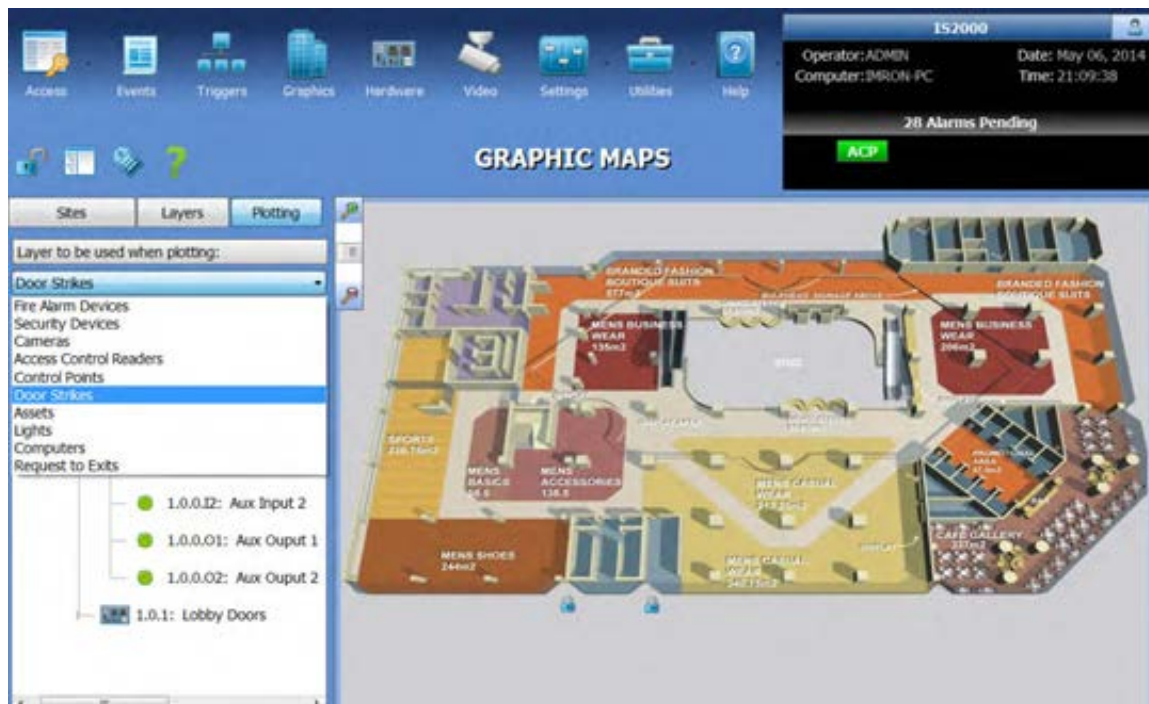 IS2000
Operator:ADMIN Date: May 06, 2014
Computer:IMRON-PC Time: 21:09:38
28 Alarms Pending
ACP
Access Events Triggers Graphics Hardware Video Settings Utilities Help
GRAPHIC MAPS
Sites Layers Plotting
Layer to be used when plotting:
Door Strikes
Fire Alarm Devices
Security Devices
Cameras
Access Control Readers
Control Points
Door Strikes
Assets
Lights
Computers
Request to Exits
1.0.0.I2: Aux Input 2
1.0.0.O1: Aux Ouput 1
1.0.0.O2: Aux Ouput 2
1.0.1: Lobby Doors
BRANDED FASHION
BOUTIQUE SUITS
577m2
BRANDED FASHION
BOUTIQUE SUITS
MENS BUSINESS
WEAR
135m2
MENS BUSINESS
WEAR
206m2
SPORTS
MENS
BASICS
MENS
ACCESSORIES
138.5
MENS CASUAL
WEAR
MENS SHOES
244m2
MENS CASUAL
WEAR
CAFE GALLERY
337m2